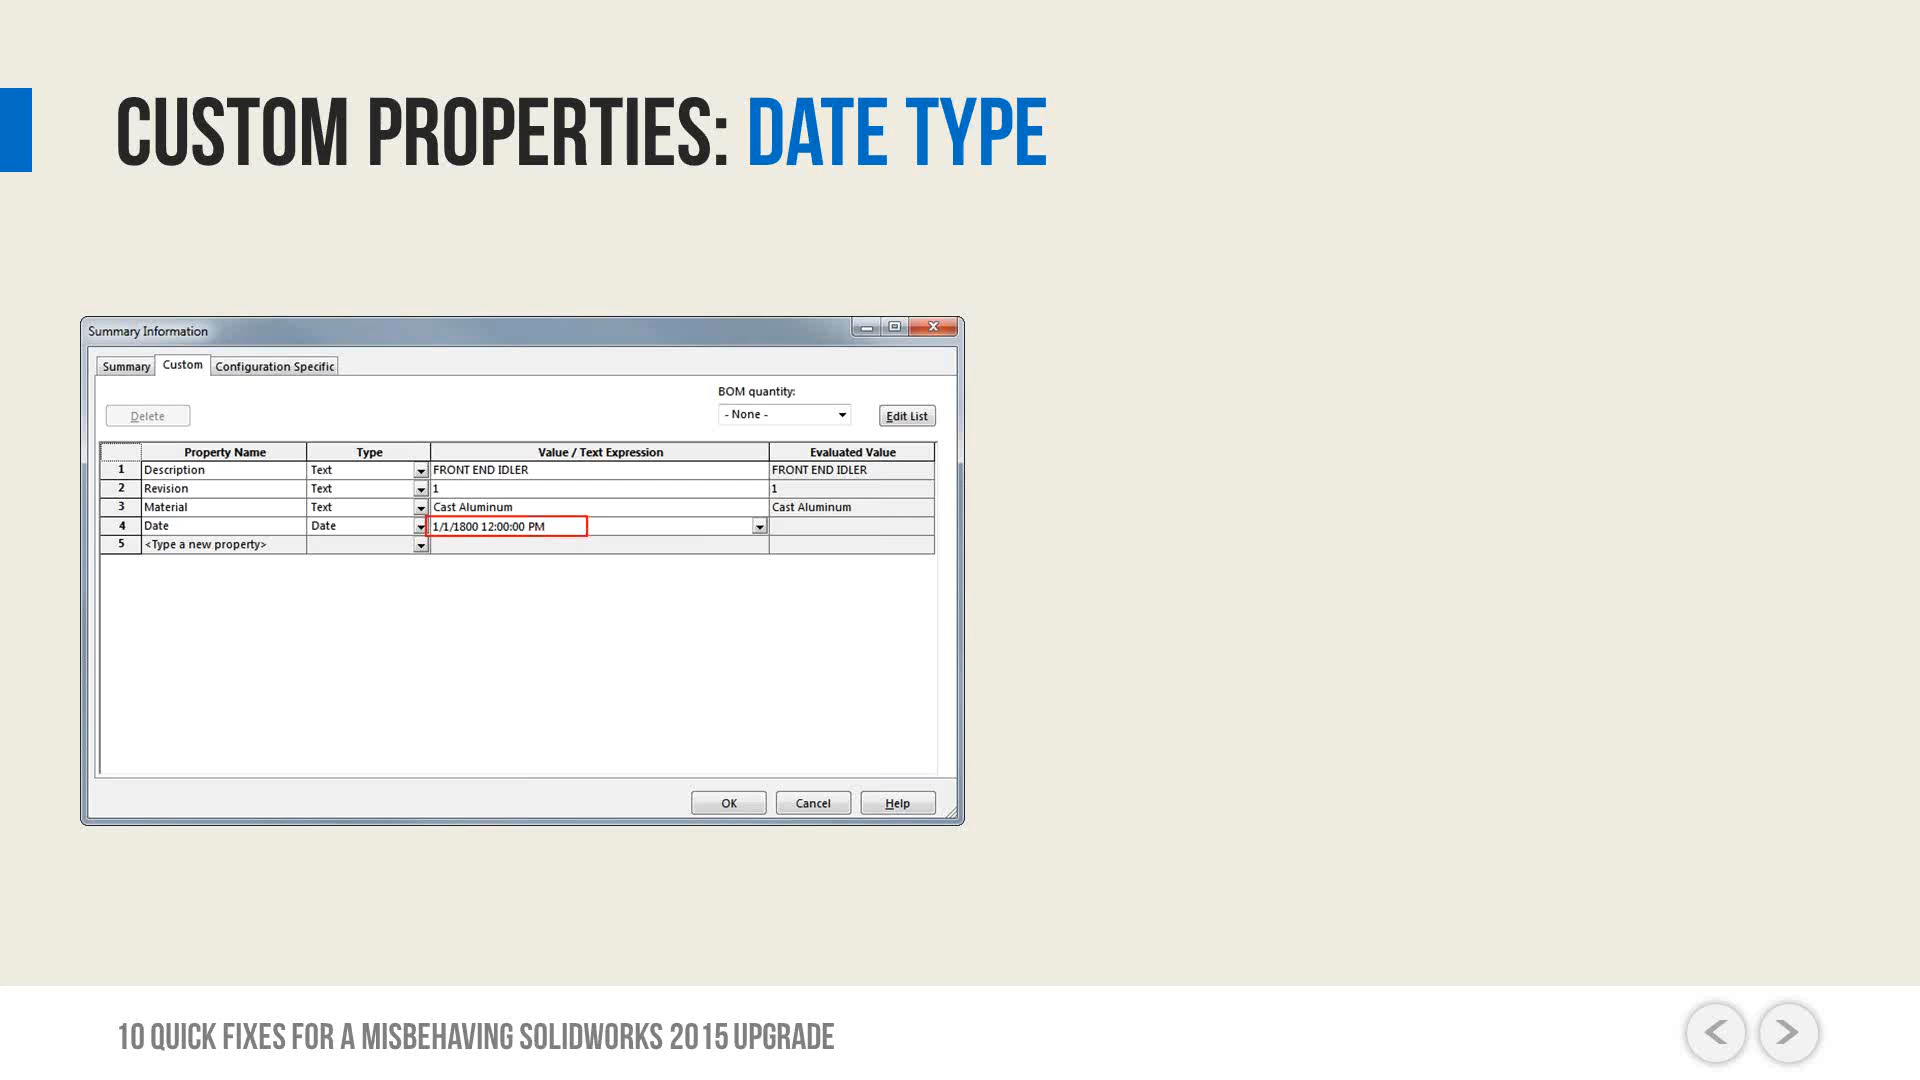 CUSTOM PROPERTIES: DATE TYPE
Summary Information
Summary Custom Configuration Specific
BOM quantity:
Delete - None - Edit List
Property Name Type Value / Text Expression Evaluated Value
1 Description Text FRONT END IDLER FRONT END IDLER
2 Revision Text 1 1
3 Material Text Cast Aluminum Cast Aluminum
4 Date Date 1/1/1800 12:00:00 PM
5 <Type a new property>
OK Cancel Help
10 QUICK FIXES FOR A MISBEHAVING SOLIDWORKS 2015 UPGRADE